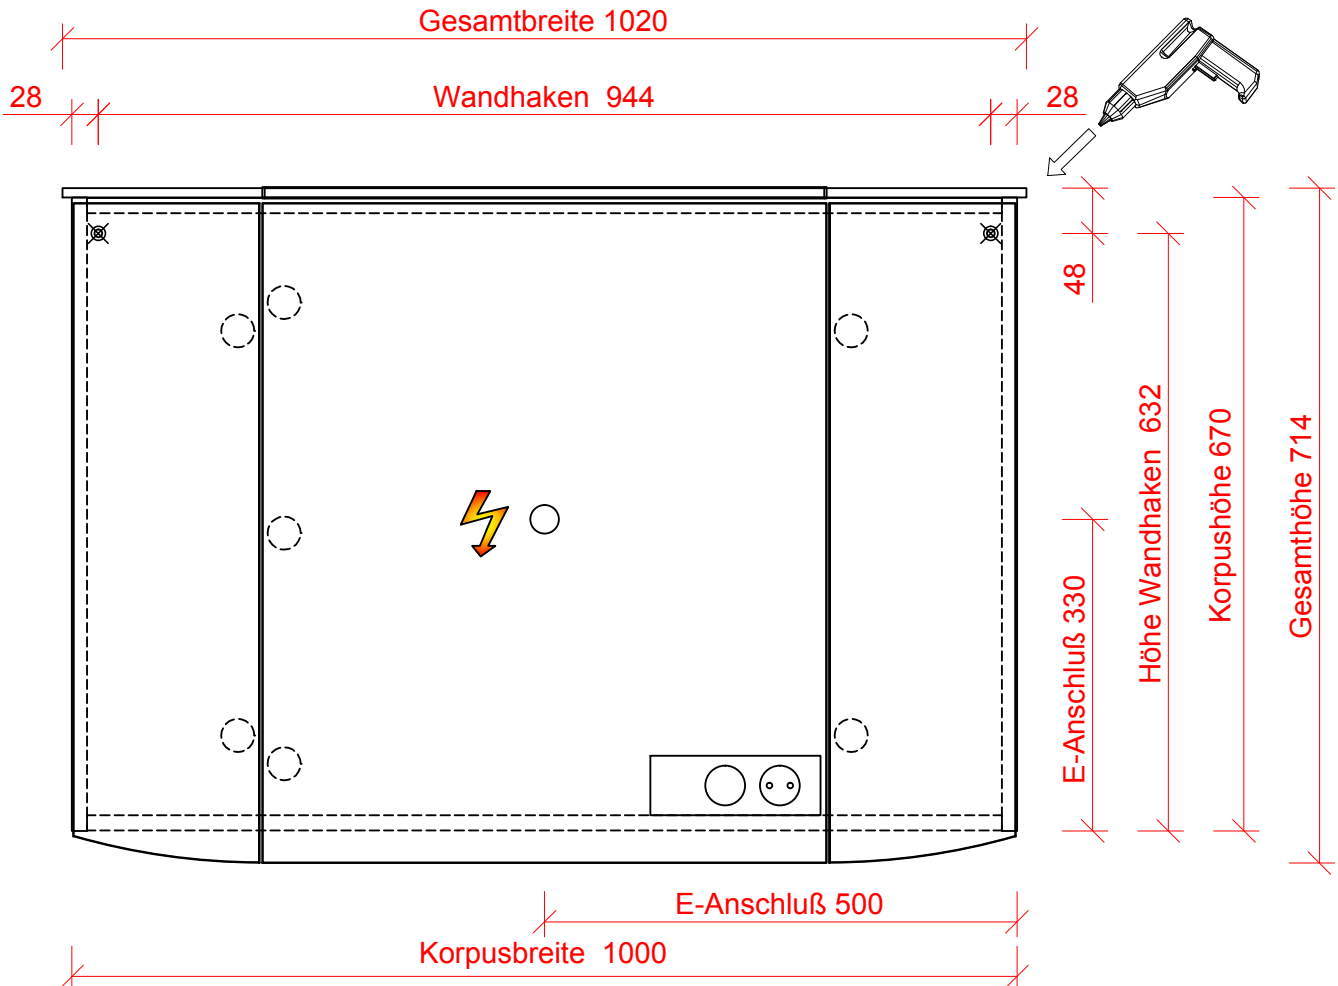 Gesamtbreite 1020
28
Wandhaken 944
28
48
Höhe Wandhaken 632
Korpushöhe 670
Gesamthöhe 714
E-Anschluß 330
E-Anschluß 500
Korpusbreite 1000